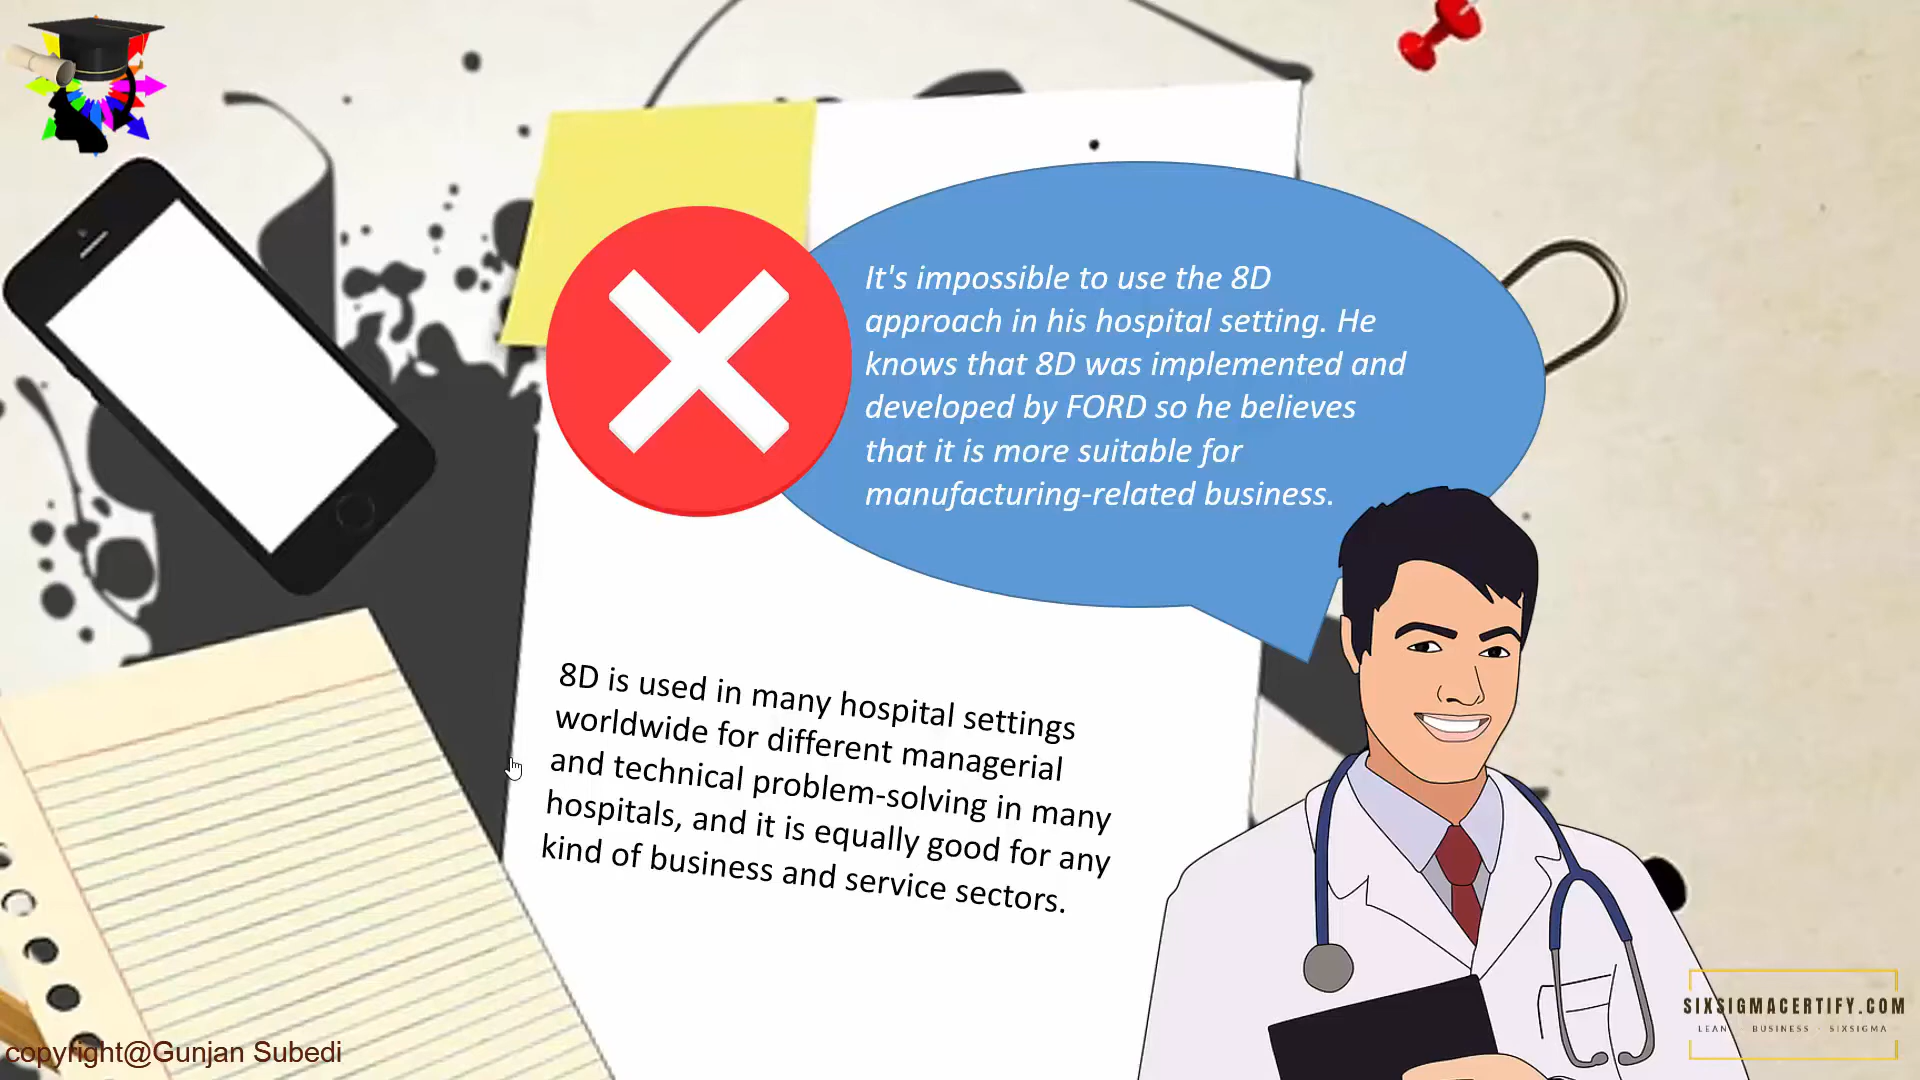 It's impossible to use the 8D
approach in his hospital setting. He
knows that 8D was implemented and
developed by FORD so he believes
that it is more suitable for
manufacturing-related business.
8D is used in many hospital settings
worldwide for different managerial
and technical problem-solving in many
hospitals, and it is equally good for any
kind of business and service sectors.
SIXSIGMACERTIFY.COM
LEAN - BUSINESS - SIXSIGMA
copyright@Gunjan Subedi